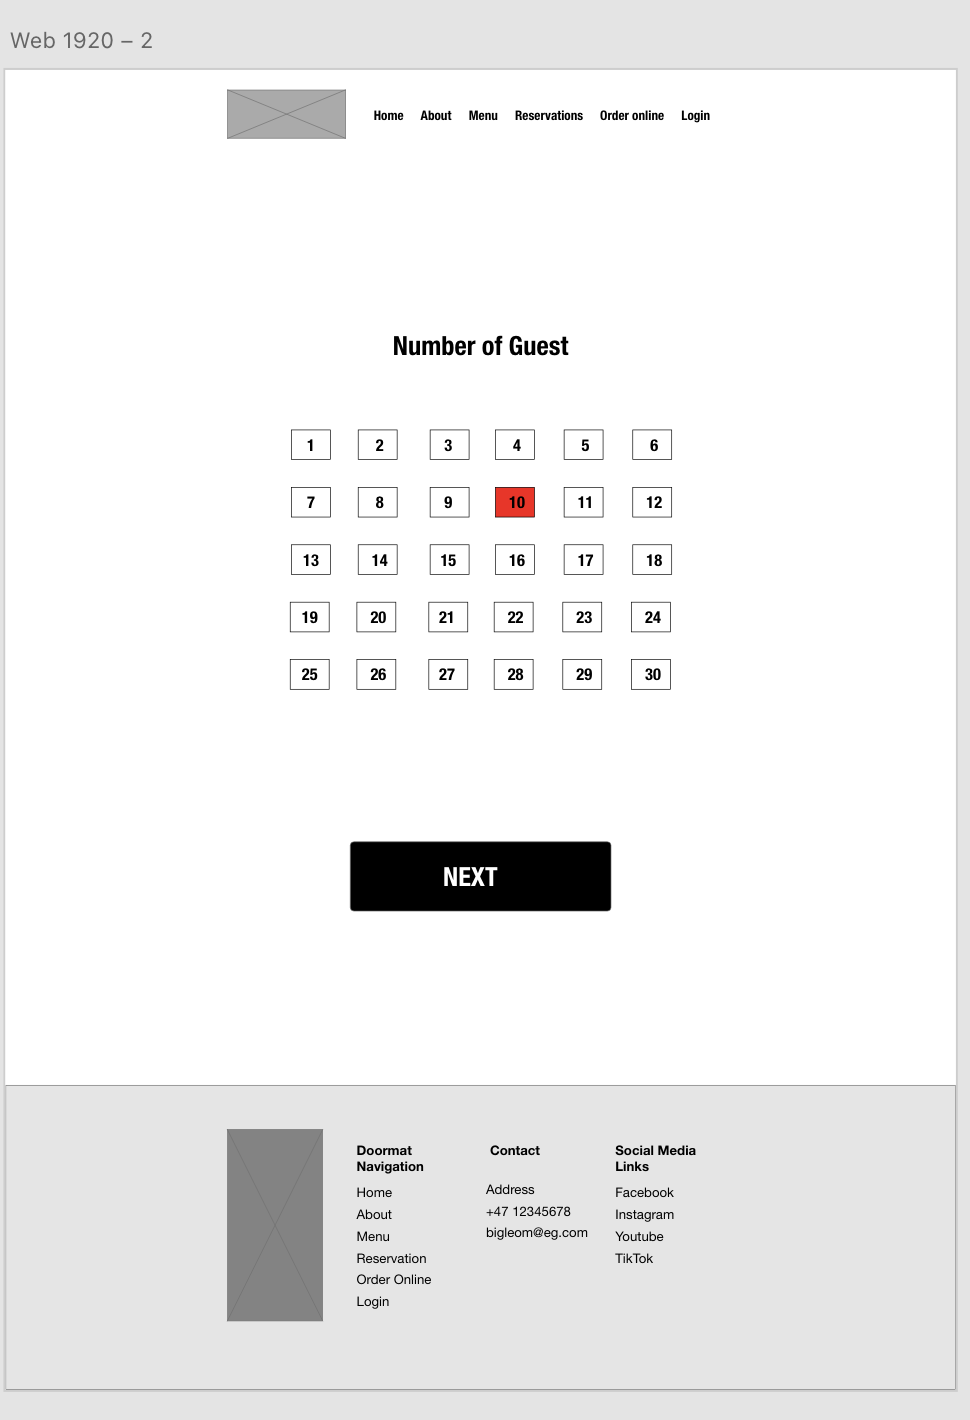 Web 1920 – 2
Home About Menu Reservations Order online Login
Number of Guest
1 2 3 4 5 6
7 8 9 10 11 12
13 14 15 16 17 18
19 20 21 22 23 24
25 26 27 28 29 30
NEXT
Doormat
Navigation
Home
About
Menu
Reservation
Order Online
Login
Contact
Address
+47 12345678
bigleom@eg.com
Social Media
Links
Facebook
Instagram
Youtube
TikTok